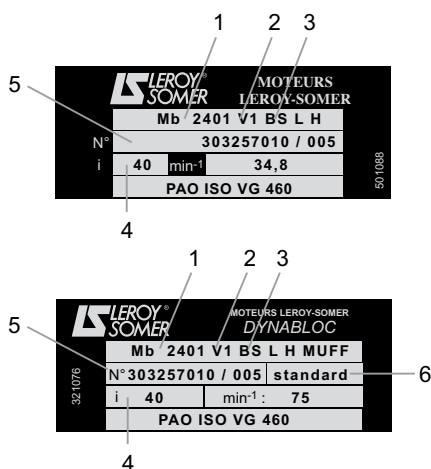 1 2 3
5
LEROY® SOMER
MOTEURS LEROY-SOMER
Mb 2401 V1 BS L H
N° 303257010 / 005
i 40 min-1 34,8
PAO ISO VG 460
501088
4
1 2 3
5
LEROY® SOMER
MOTEURS LEROY-SOMER
DYNABLOC
Mb 2401 V1 BS L H MUFF
N° 303257010 / 005 standard
6
i 40 min-1 : 75
PAO ISO VG 460
321076
4